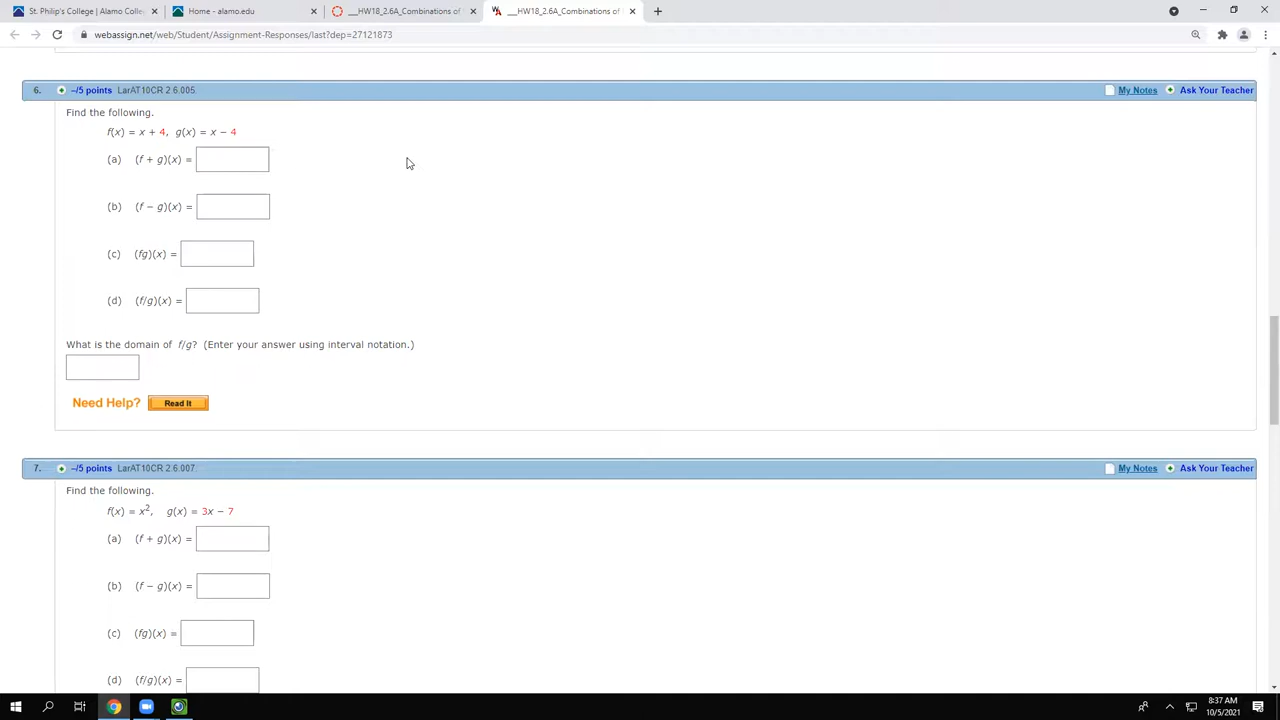 St. Philip's College | Alamo Colle
Home - alamo.edu
__HW18_2.6A_Combinations of
__HW18_2.6A_Combinations of
webassign.net/web/Student/Assignment-Responses/last?dep=27121873
6. –/5 points LarAT10CR 2.6.005. My Notes Ask Your Teacher
Find the following.
f(x) = x + 4, g(x) = x − 4
(a) (f + g)(x) =
(b) (f − g)(x) =
(c) (fg)(x) =
(d) (f/g)(x) =
What is the domain of f/g? (Enter your answer using interval notation.)
Need Help? Read It
7. –/5 points LarAT10CR 2.6.007. My Notes Ask Your Teacher
Find the following.
f(x) = x², g(x) = 3x − 7
(a) (f + g)(x) =
(b) (f − g)(x) =
(c) (fg)(x) =
(d) (f/g)(x) =
8:37 AM
10/5/2021